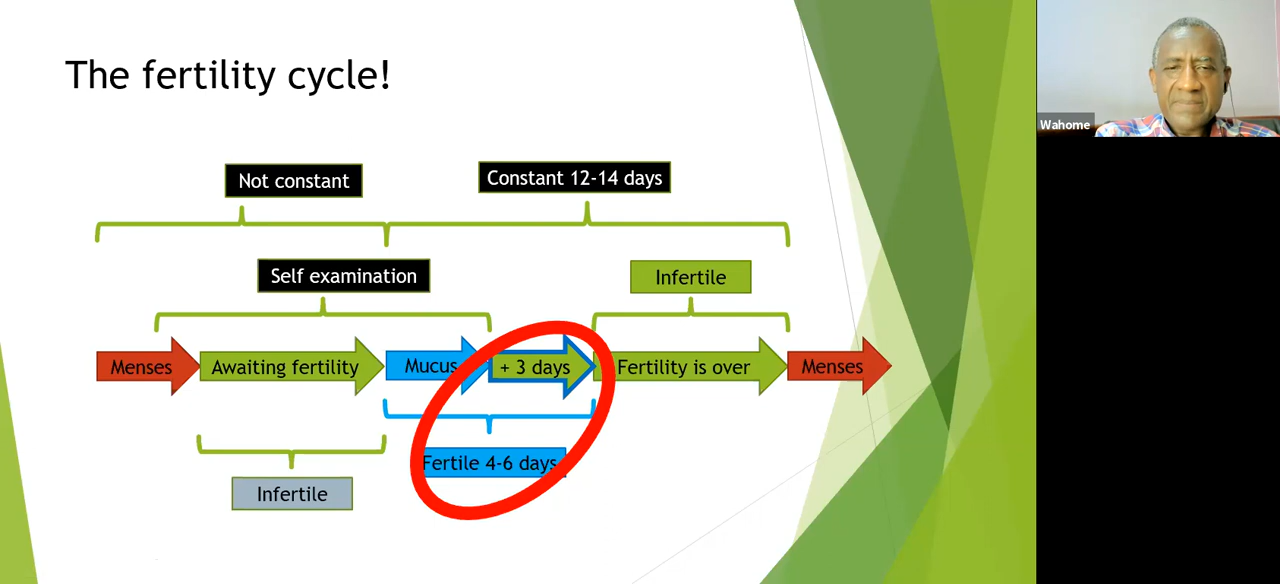 The fertility cycle!
Wahome
Not constant
Constant 12-14 days
Self examination
Infertile
Menses
Awaiting fertility
Mucus
+ 3 days
Fertility is over
Menses
Fertile 4-6 days
Infertile